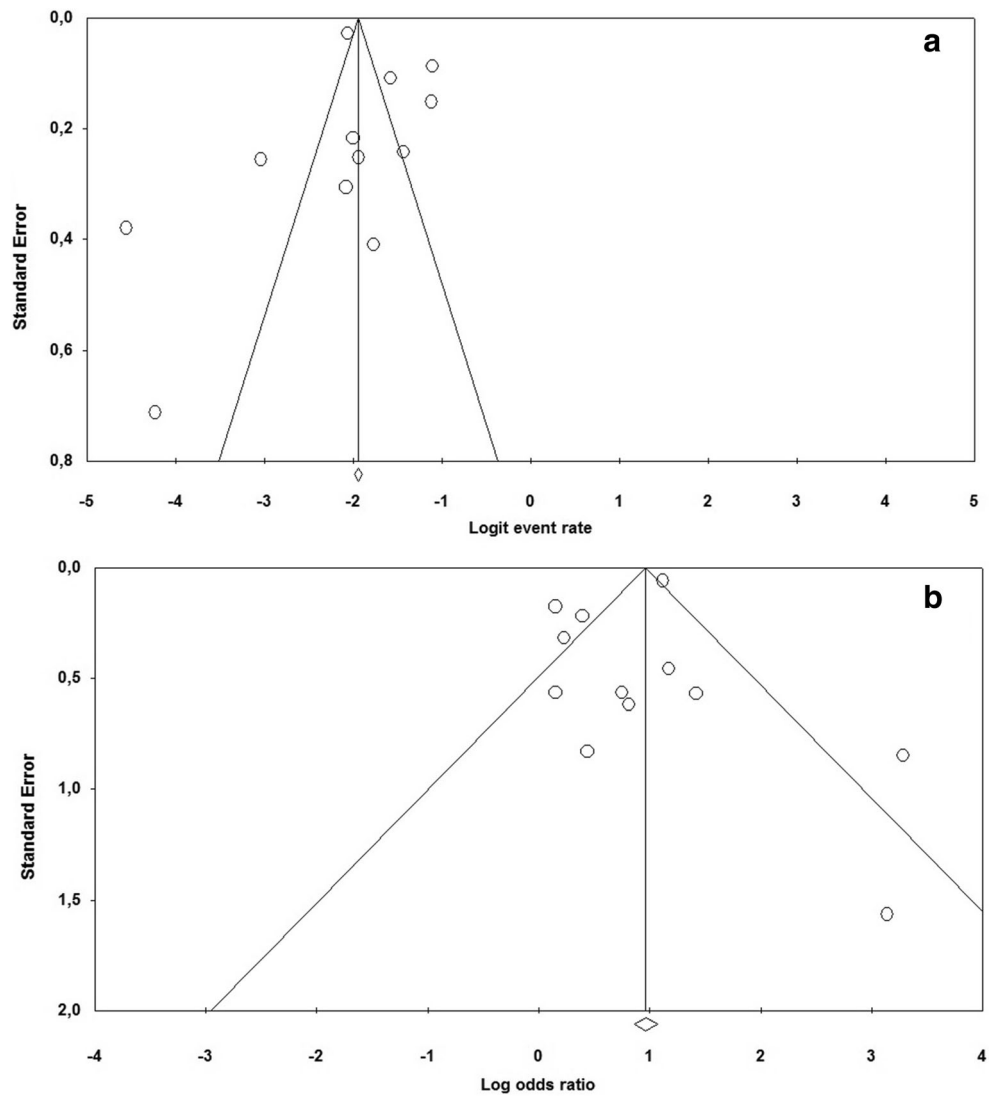 0,0
a
0,2
0,4
0,6
0,8
Standard Error
-5 -4 -3 -2 -1 0 1 2 3 4 5
Logit event rate
0,0
b
0,5
1,0
1,5
2,0
Standard Error
-4 -3 -2 -1 0 1 2 3 4
Log odds ratio